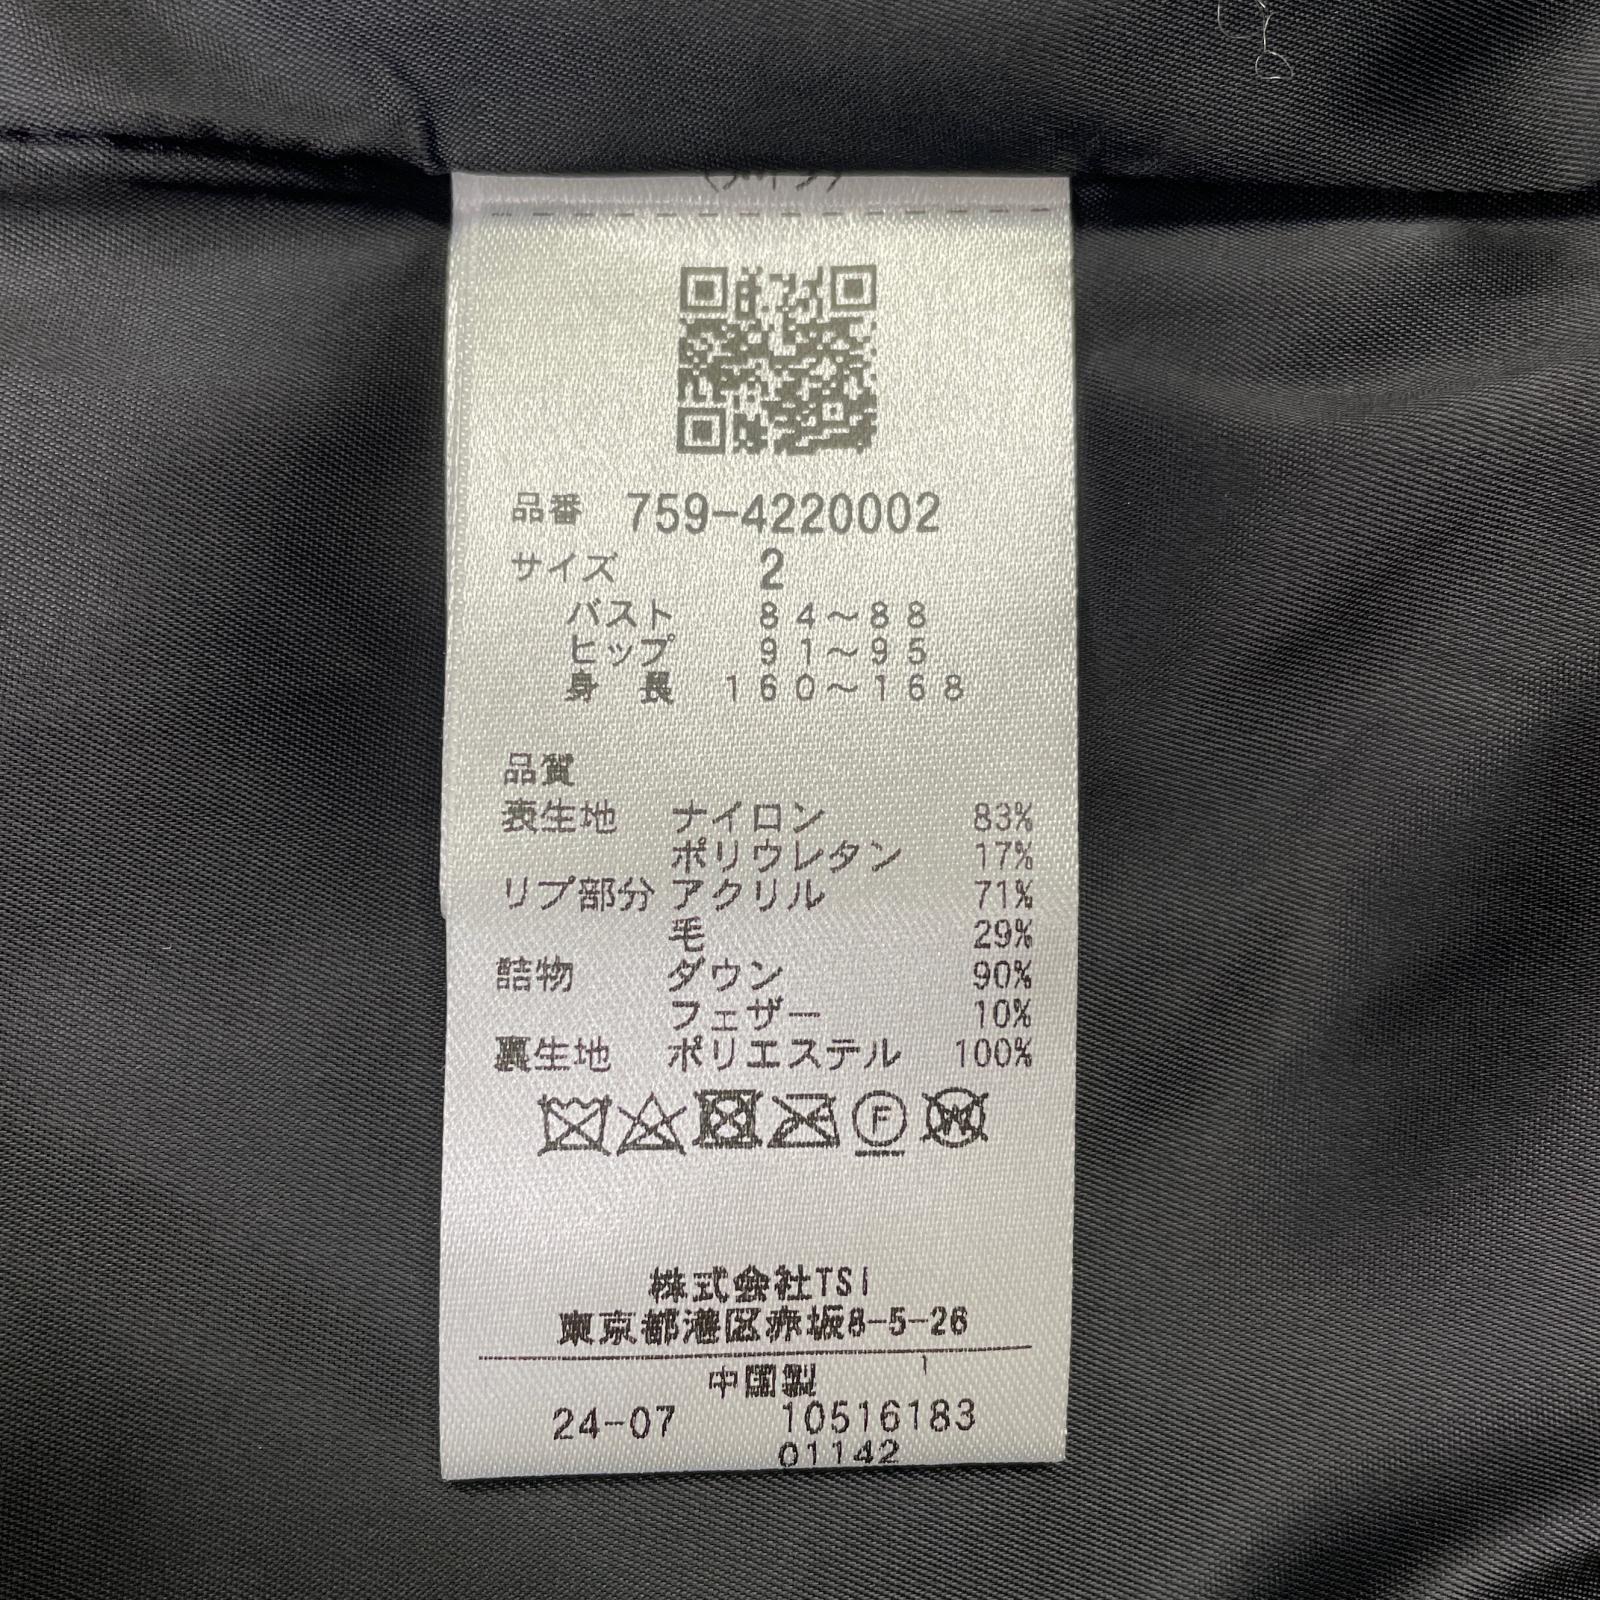 品番 759-4220002
サイズ 2
バスト 84～88
ヒップ 91～95
身長 160～168
品質
表生地 ナイロン 83%
ポリウレタン 17%
リブ部分 アクリル 71%
毛 29%
詰物 ダウン 90%
フェザー 10%
裏生地 ポリエステル 100%
F W
株式会社TSI
東京都港区赤坂8-5-26
中国製
24-07 10516183
01142